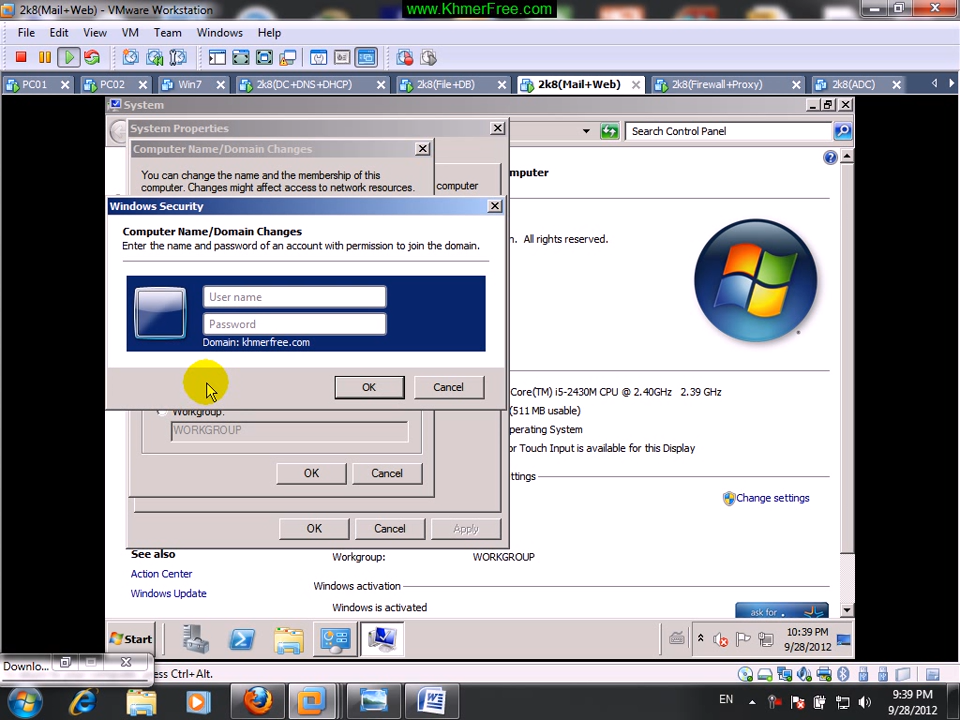 2k8(Mail+Web) - VMware Workstation
www.KhmerFree.com
File Edit View VM Team Windows Help
PC01 PC02 Win7 2k8(DC+DNS+DHCP) 2k8(File+DB) 2k8(Mail+Web) 2k8(Firewall+Proxy) 2k8(ADC)
System
System Properties
Search Control Panel
Computer Name/Domain Changes
You can change the name and the membership of this
computer. Changes might affect access to network resources.
computer
mputer
Windows Security
Computer Name/Domain Changes
Enter the name and password of an account with permission to join the domain.
n. All rights reserved.
User name
Password
Domain: khmerfree.com
OK Cancel
Core(TM) i5-2430M CPU @ 2.40GHz 2.39 GHz
(511 MB usable)
Workgroup:
WORKGROUP
perating System
or Touch Input is available for this Display
OK Cancel
ttings
Change settings
OK Cancel Apply
See also
Workgroup: WORKGROUP
Action Center
Windows activation
Windows Update
Windows is activated
ask for
Start
10:39 PM
9/28/2012
Downlo...
ess Ctrl+Alt.
EN
9:39 PM
9/28/2012